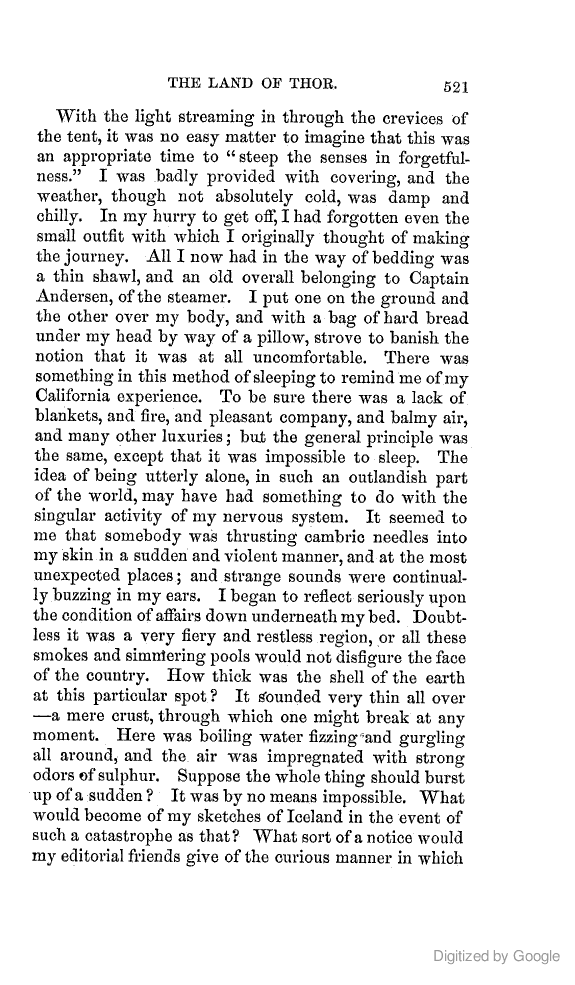 THE LAND OF THOR. 521
With the light streaming in through the crevices of
the tent, it was no easy matter to imagine that this was
an appropriate time to “steep the senses in forgetful-
ness.” I was badly provided with covering, and the
weather, though not absolutely cold, was damp and
chilly. In my hurry to get off, I had forgotten even the
small outfit with which I originally thought of making
the journey. All I now had in the way of bedding was
a thin shawl, and an old overall belonging to Captain
Andersen, of the steamer. I put one on the ground and
the other over my body, and with a bag of hard bread
under my head by way of a pillow, strove to banish the
notion that it was at all uncomfortable. There was
something in this method of sleeping to remind me of my
California experience. To be sure there was a lack of
blankets, and fire, and pleasant company, and balmy air,
and many other luxuries; but the general principle was
the same, except that it was impossible to sleep. The
idea of being utterly alone, in such an outlandish part
of the world, may have had something to do with the
singular activity of my nervous system. It seemed to
me that somebody was thrusting cambric needles into
my skin in a sudden and violent manner, and at the most
unexpected places; and strange sounds were continual-
ly buzzing in my ears. I began to reflect seriously upon
the condition of affairs down underneath my bed. Doubt-
less it was a very fiery and restless region, or all these
smokes and simmering pools would not disfigure the face
of the country. How thick was the shell of the earth
at this particular spot? It sounded very thin all over
—a mere crust, through which one might break at any
moment. Here was boiling water fizzing and gurgling
all around, and the air was impregnated with strong
odors of sulphur. Suppose the whole thing should burst
up of a sudden? It was by no means impossible. What
would become of my sketches of Iceland in the event of
such a catastrophe as that? What sort of a notice would
my editorial friends give of the curious manner in which
Digitized by Google